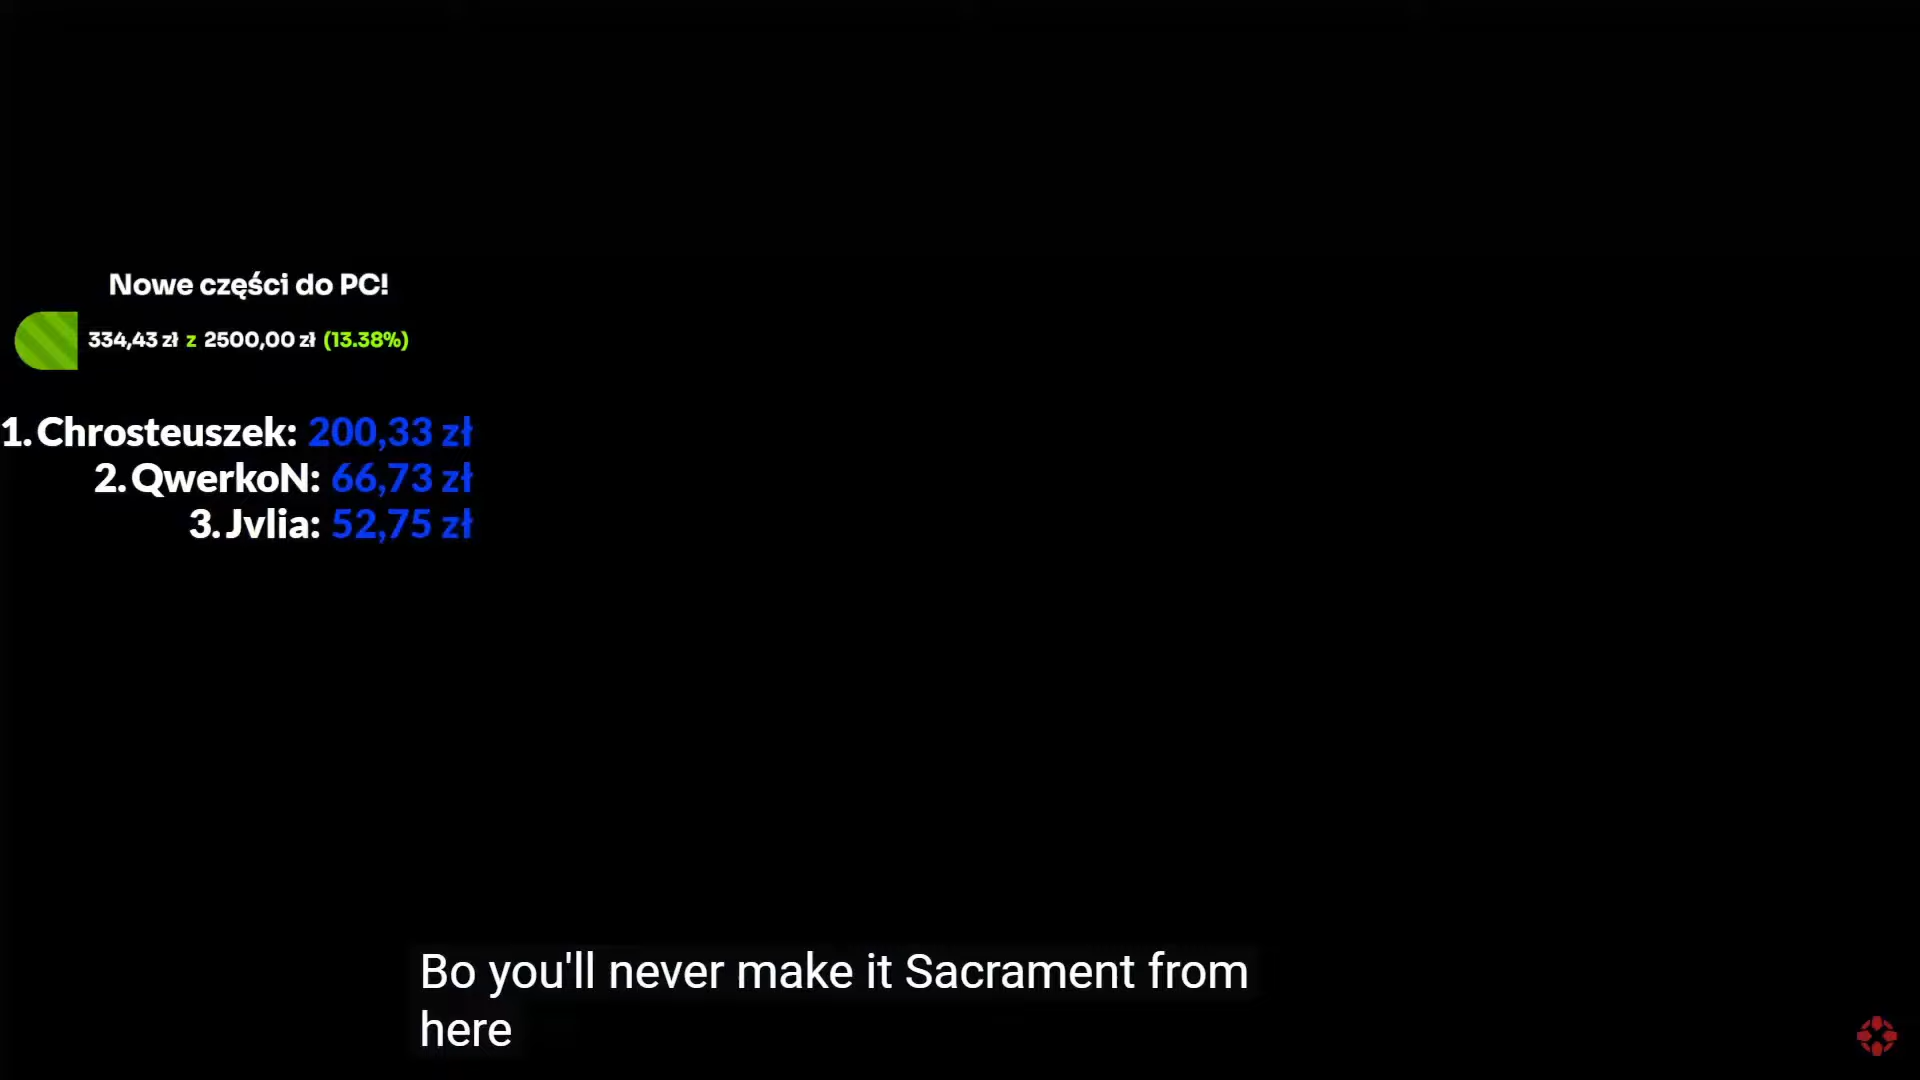 Nowe części do PC!
334,43 zł z 2500,00 zł (13.38%)
1. Chrosteuszek: 200,33 zł
2. QwerkoN: 66,73 zł
3. Jvlia: 52,75 zł
Bo you'll never make it Sacrament from
here